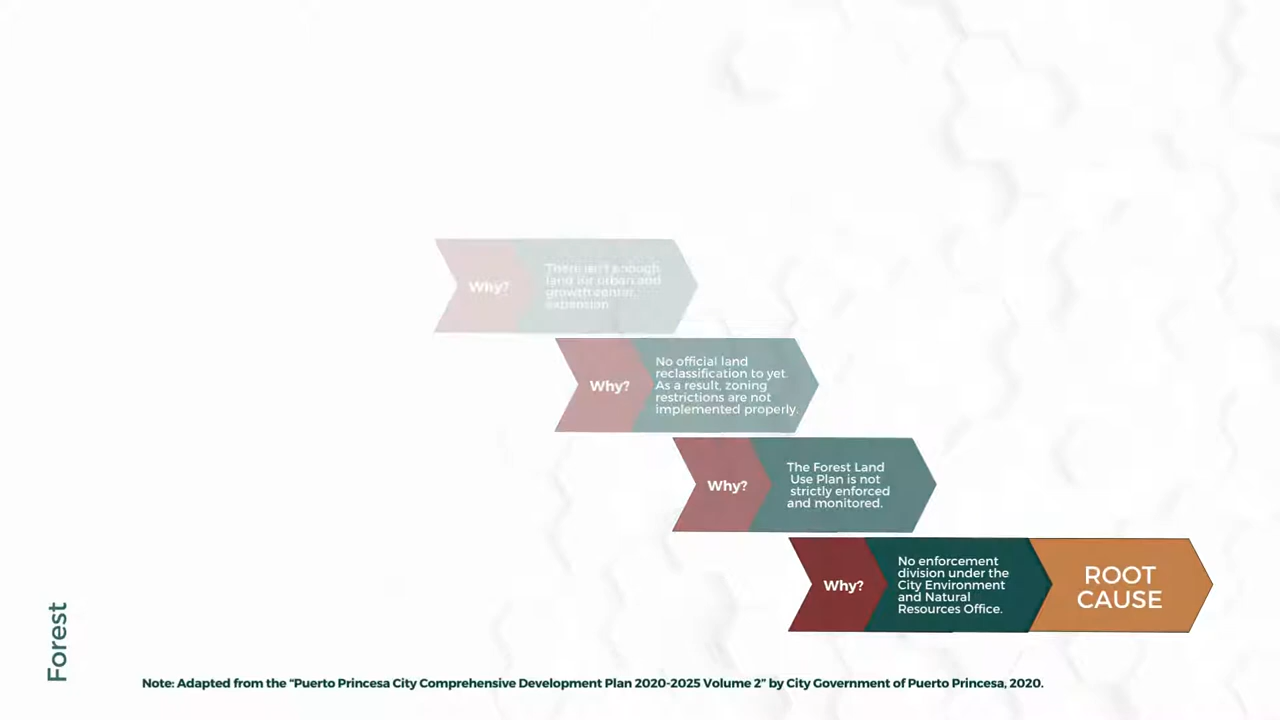 Why?
There isn't enough
land for urban and
growth center
expansion.
Why?
No official land
reclassification to yet.
As a result, zoning
restrictions are not
implemented properly.
Why?
The Forest Land
Use Plan is not
strictly enforced
and monitored.
Why?
No enforcement
division under the
City Environment
and Natural
Resources Office.
ROOT
CAUSE
Forest
Note: Adapted from the "Puerto Princesa City Comprehensive Development Plan 2020-2025 Volume 2" by City Government of Puerto Princesa, 2020.